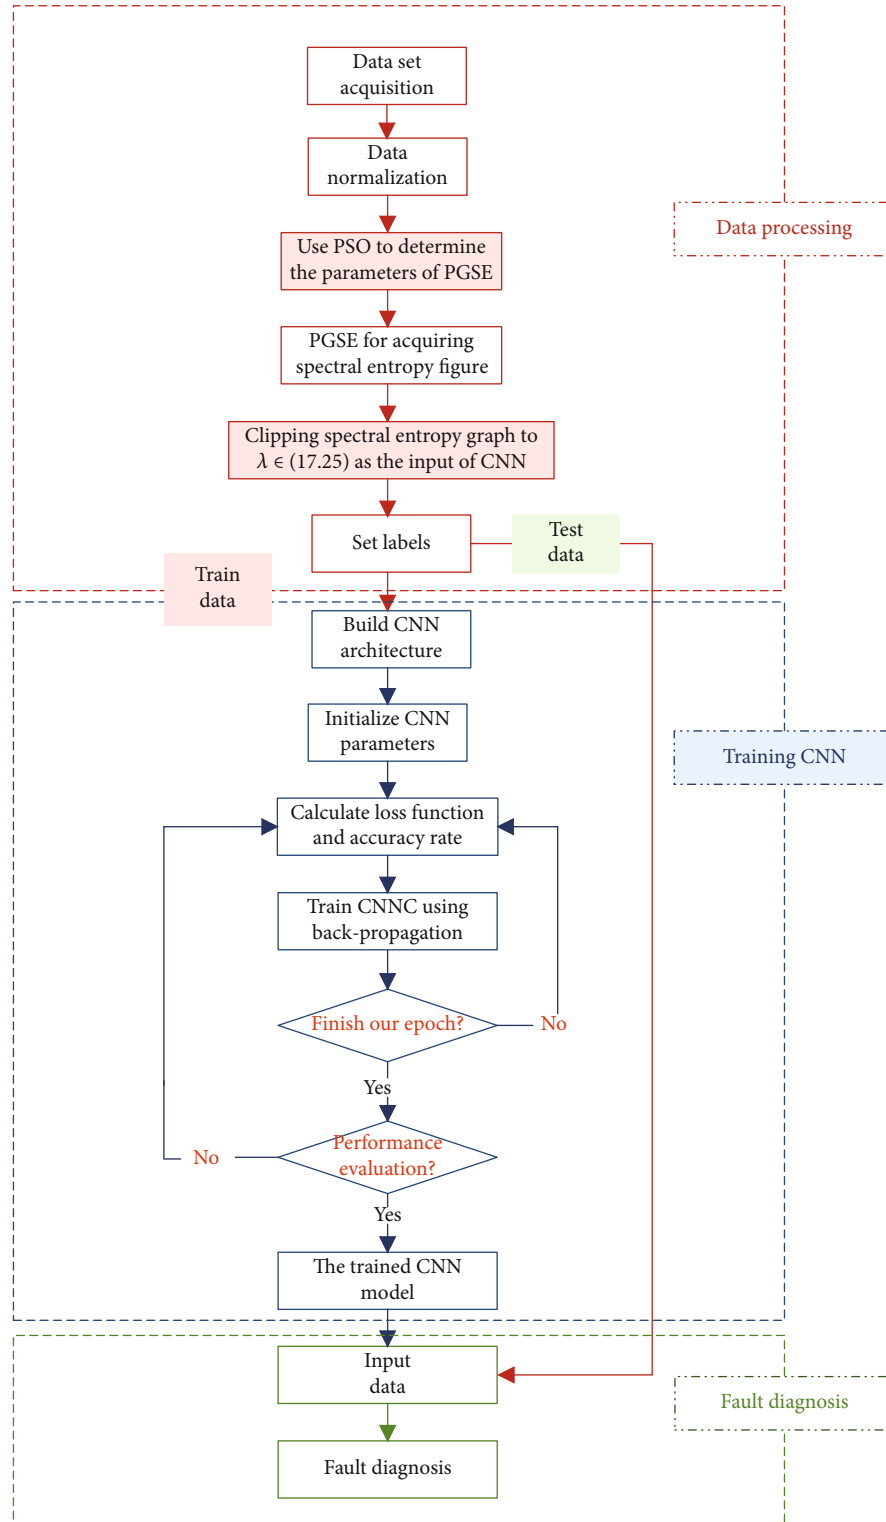 Data set
acquisition
Data
normalization
Use PSO to determine
the parameters of PGSE
Data processing
PGSE for acquiring
spectral entropy figure
Clipping spectral entropy graph to
λ ∈ (17.25) as the input of CNN
Set labels
Test
data
Train
data
Build CNN
architecture
Initialize CNN
parameters
Training CNN
Calculate loss function
and accuracy rate
Train CNNC using
back-propagation
Finish our epoch?
No
Yes
Performance
evaluation?
No
Yes
The trained CNN
model
Input
data
Fault diagnosis
Fault diagnosis